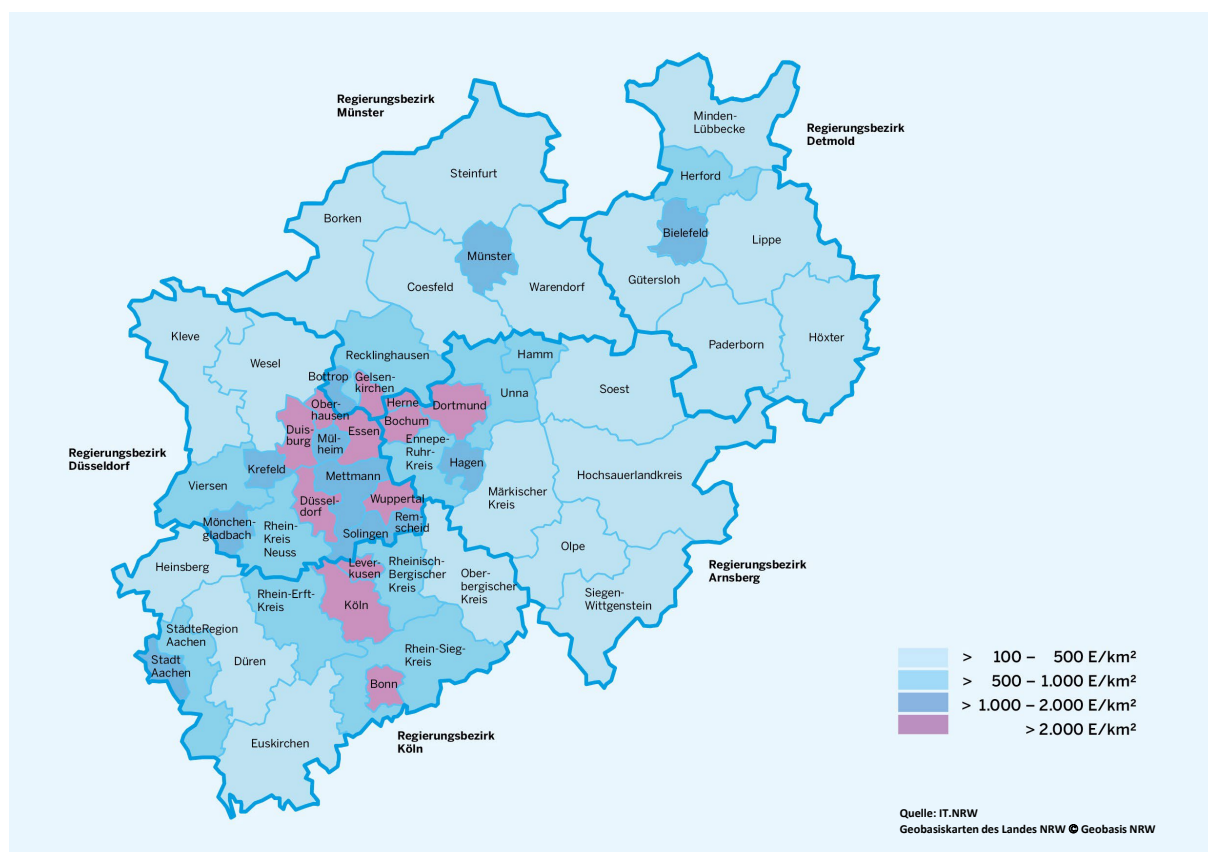 Regierungsbezirk
Münster
Minden-
Lübbecke
Regierungsbezirk
Detmold
Steinfurt
Herford
Borken
Bielefeld
Lippe
Münster
Gütersloh
Coesfeld
Warendorf
Kleve
Paderborn
Höxter
Wesel
Recklinghausen
Hamm
Bottrop
Gelsen-
kirchen
Soest
Unna
Ober-
hausen
Herne
Dortmund
Bochum
Duis-
burg
Mül-
heim
Essen
Ennepe-
Ruhr-
Kreis
Regierungsbezirk
Düsseldorf
Krefeld
Mettmann
Hagen
Hochsauerlandkreis
Viersen
Märkischer
Kreis
Düssel-
dorf
Wuppertal
Mönchen-
gladbach
Rhein-
Kreis
Neuss
Solingen
Rem-
scheid
Olpe
Heinsberg
Lever-
kusen
Rheinisch-
Bergischer
Kreis
Ober-
bergischer
Kreis
Regierungsbezirk
Arnsberg
Rhein-Erft-
Kreis
Köln
Siegen-
Wittgenstein
StädteRegion
Aachen
Stadt
Aachen
Düren
Rhein-Sieg-
Kreis
Bonn
Euskirchen
Regierungsbezirk
Köln
> 100 – 500 E/km²
> 500 – 1.000 E/km²
> 1.000 – 2.000 E/km²
> 2.000 E/km²
Quelle: IT.NRW
Geobasiskarten des Landes NRW © Geobasis NRW